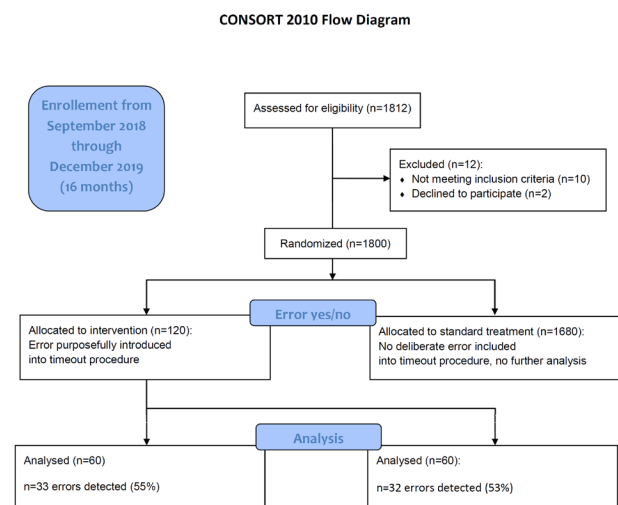 CONSORT 2010 Flow Diagram
Enrollement from
September 2018
through
December 2019
(16 months)
Assessed for eligibility (n=1812)
Excluded (n=12):
♦ Not meeting inclusion criteria (n=10)
♦ Declined to participate (n=2)
Randomized (n=1800)
Error yes/no
Allocated to intervention (n=120):
Error purposefully introduced
into timeout procedure
Allocated to standard treatment (n=1680):
No deliberate error included
into timeout procedure, no further analysis
Analysis
Analysed (n=60)
n=33 errors detected (55%)
Analysed (n=60):
n=32 errors detected (53%)